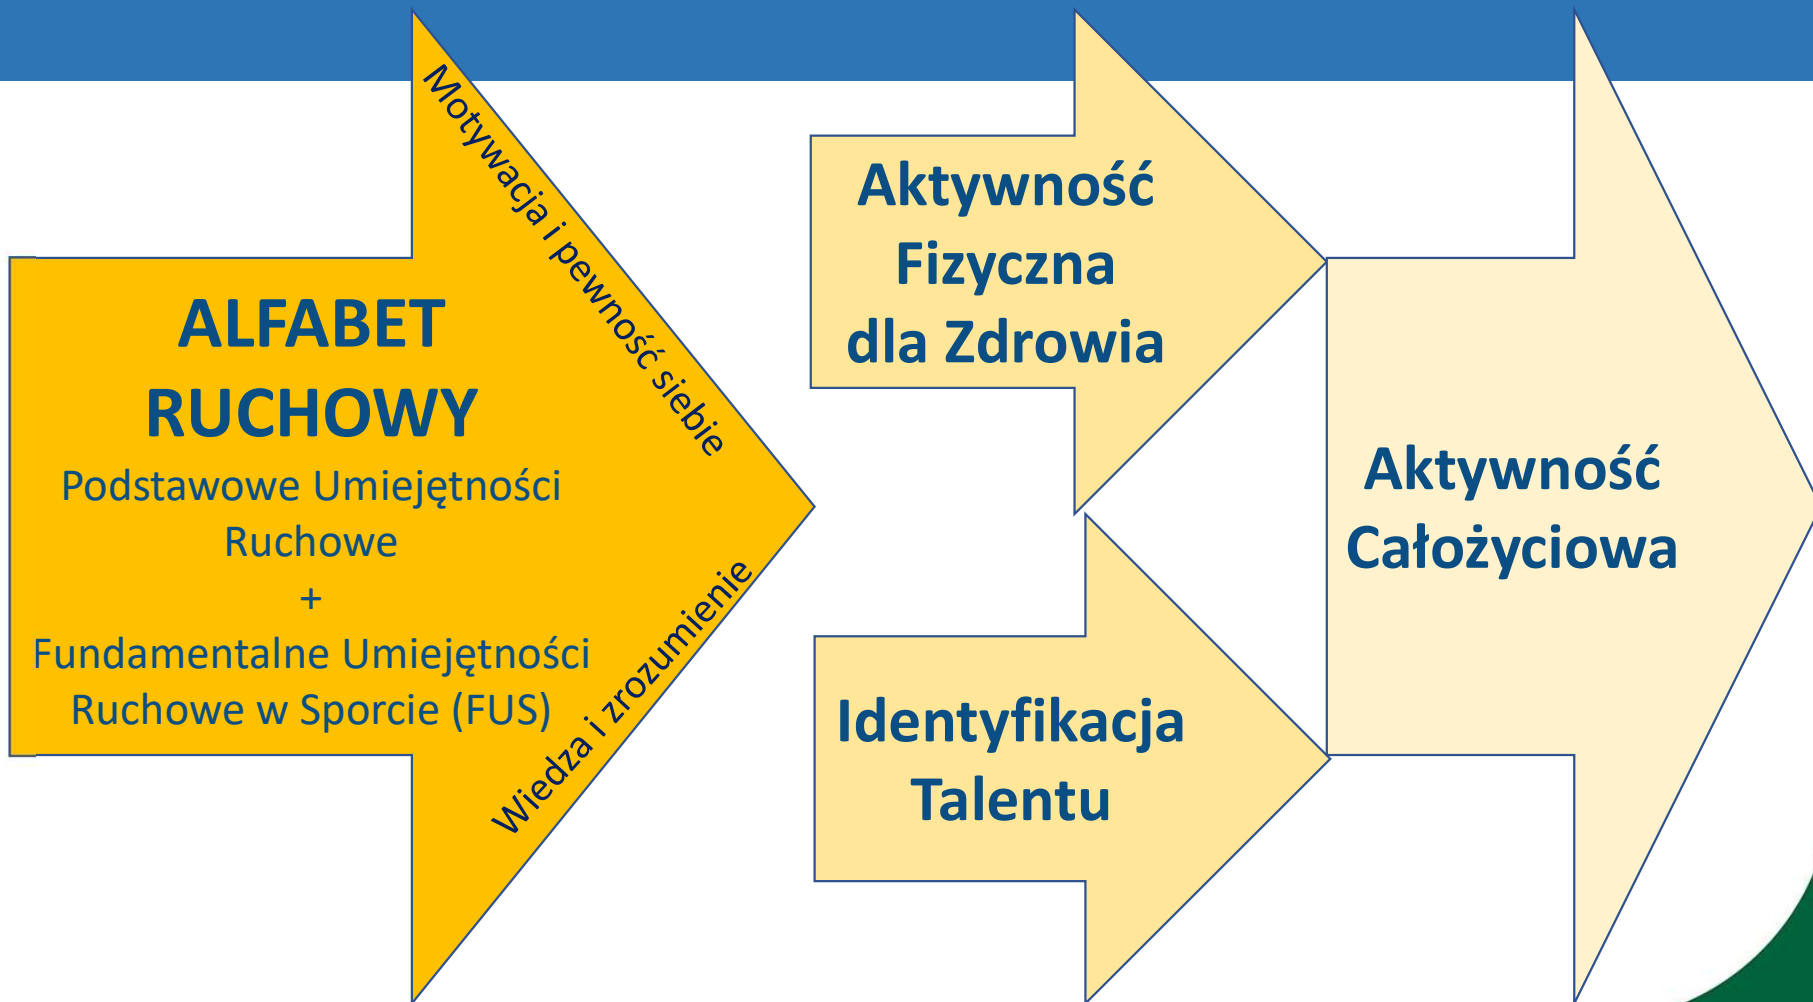 ALFABET
RUCHOWY
Podstawowe Umiejętności
Ruchowe
+
Fundamentalne Umiejętności
Ruchowe w Sporcie (FUS)
Motywacja i pewność siebie
Wiedza i zrozumienie
Aktywność
Fizyczna
dla Zdrowia
Identyfikacja
Talentu
Aktywność
Całożyciowa